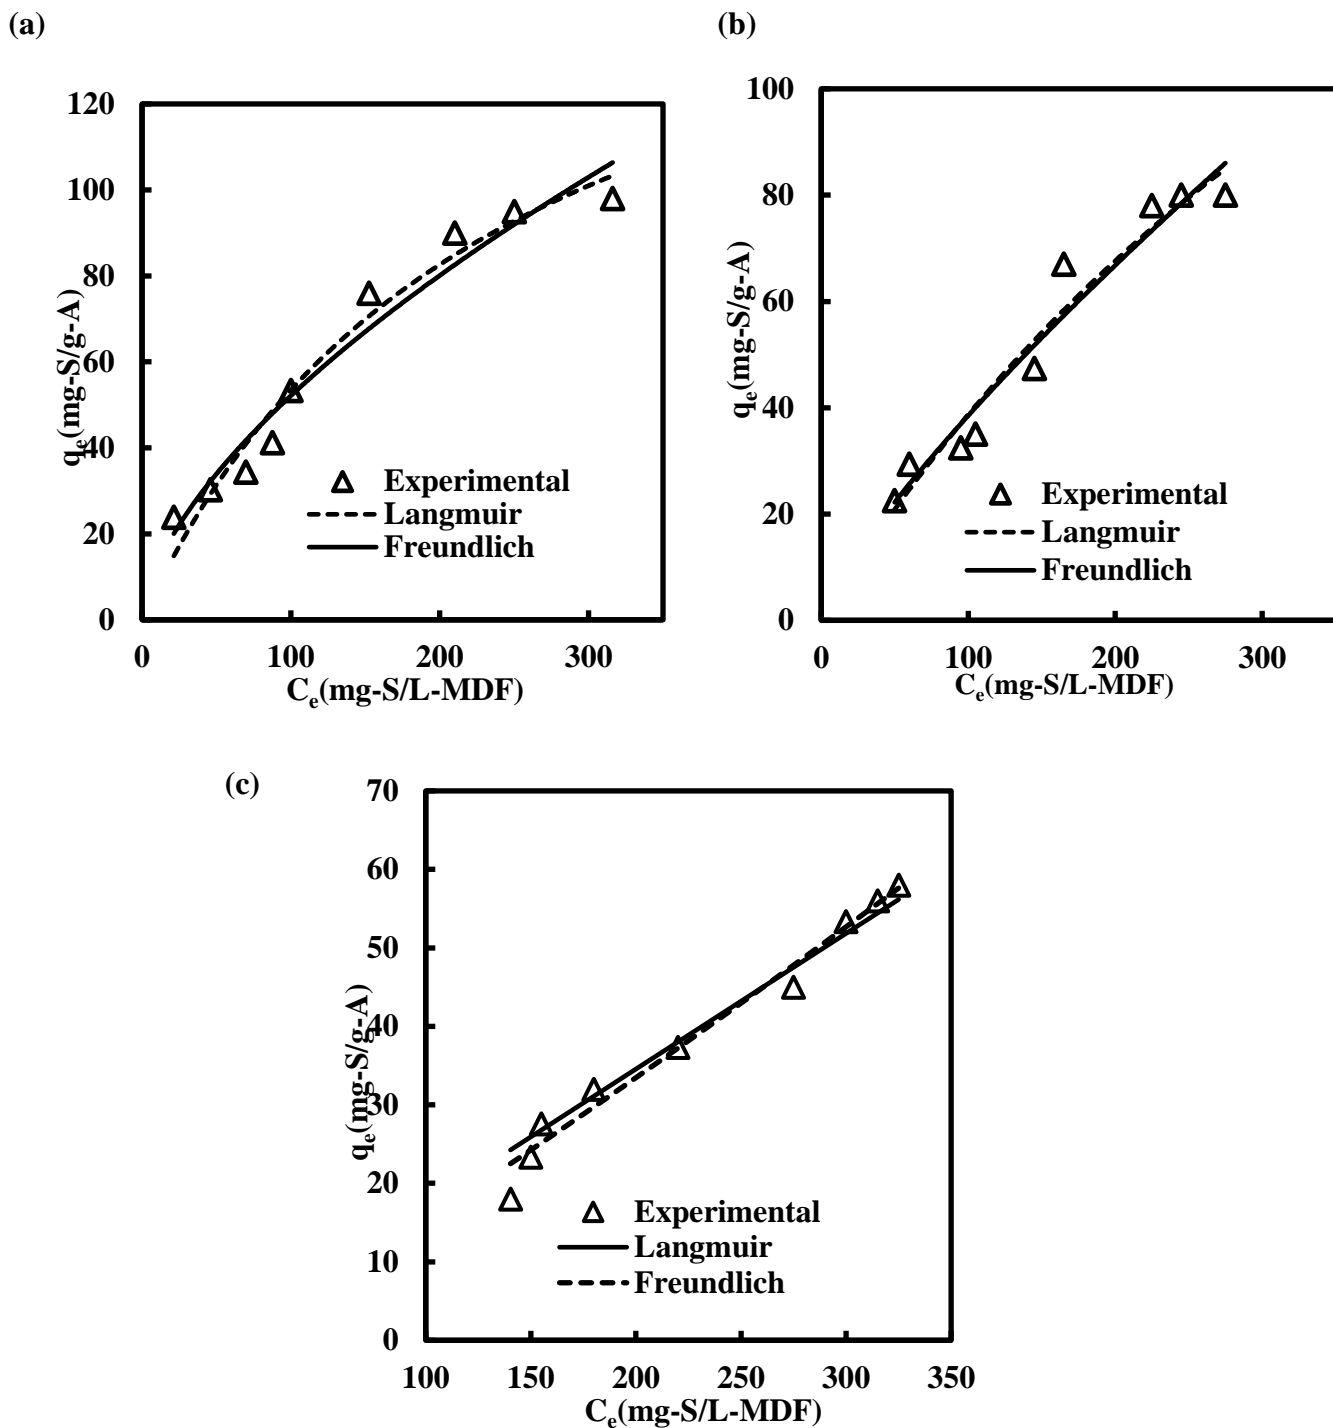 (a)
120
100
80
60
40
20
0
qe(mg-S/g-A)
Experimental
Langmuir
Freundlich
0 100 200 300
Ce(mg-S/L-MDF)
(b)
100
80
60
40
20
0
qe(mg-S/g-A)
Experimental
Langmuir
Freundlich
0 100 200 300
Ce(mg-S/L-MDF)
(c)
70
60
50
40
30
20
10
0
qe(mg-S/g-A)
Experimental
Langmuir
Freundlich
100 150 200 250 300 350
Ce(mg-S/L-MDF)